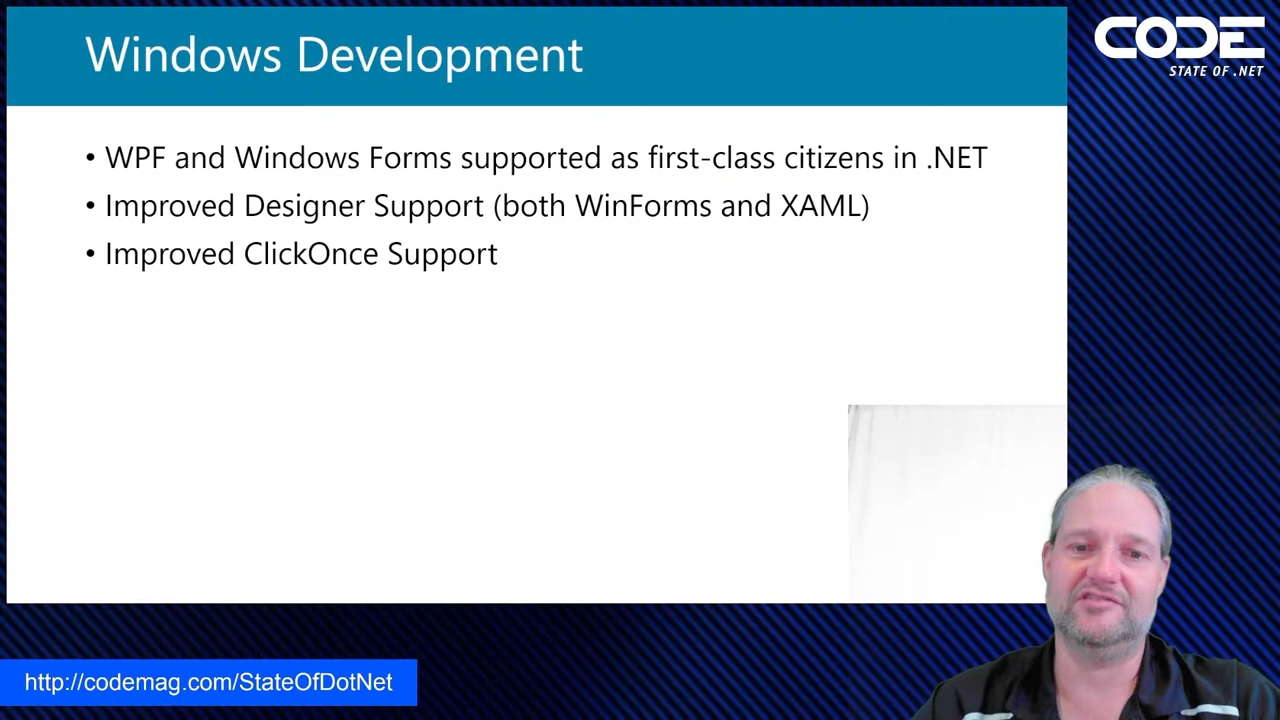 Windows Development
CODE
STATE OF .NET
• WPF and Windows Forms supported as first-class citizens in .NET
• Improved Designer Support (both WinForms and XAML)
• Improved ClickOnce Support
http://codemag.com/StateOfDotNet